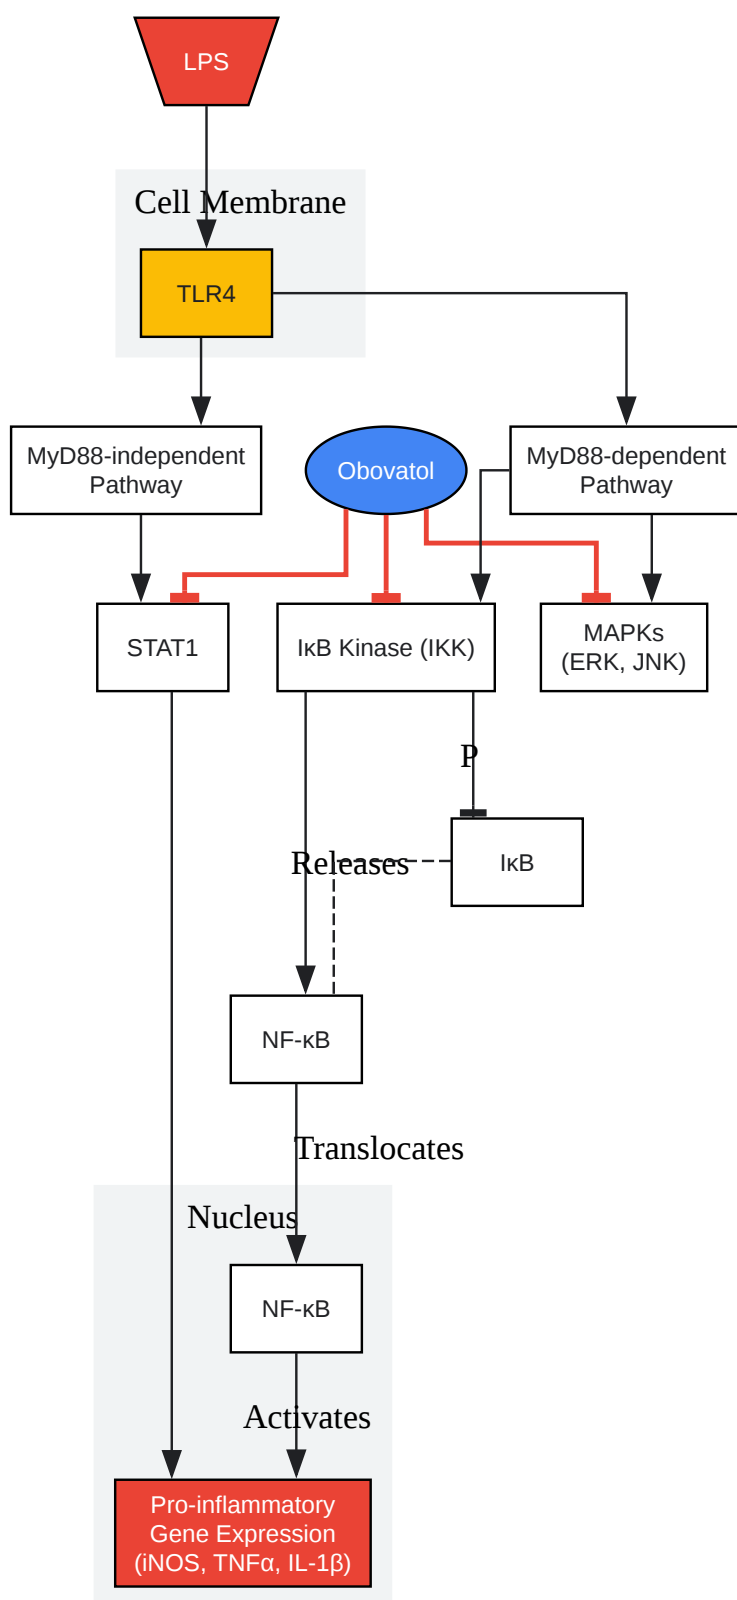 LPS
Cell Membrane
TLR4
MyD88-independent
Pathway
Obovatol
MyD88-dependent
Pathway
STAT1
IκB Kinase (IKK)
MAPKs
(ERK, JNK)
P
Releases
IκB
NF-κB
Translocates
Nucleus
NF-κB
Activates
Pro-inflammatory
Gene Expression
(iNOS, TNFα, IL-1β)